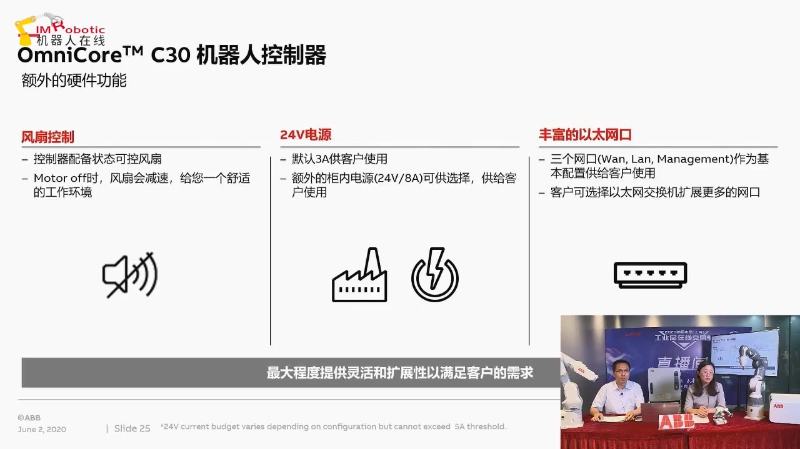 IMRobotic
机器人在线
OmniCore™ C30 机器人控制器
额外的硬件功能
风扇控制
– 控制器配备状态可控风扇
– Motor off时，风扇会减速，给您一个舒适
的工作环境
24V电源
– 默认3A供客户使用
– 额外的柜内电源(24V/8A)可供选择，供给客
户使用
丰富的以太网口
– 三个网口(Wan, Lan, Management)作为基
本配置供给客户使用
– 客户可选择以太网交换机扩展更多的网口
最大程度提供灵活和扩展性以满足客户的需求
©ABB
June 2, 2020
| Slide 25
*24V current budget varies depending on configuration but cannot exceed 5A threshold.
直播间
ABB